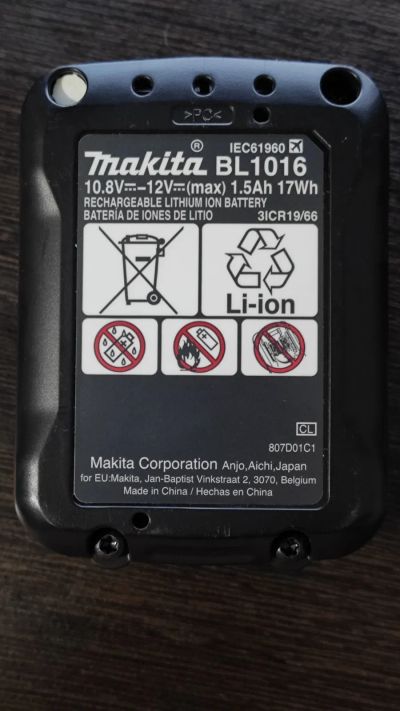 >PC<
IEC61960
makita® BL1016
10.8V⎓–12V⎓(max) 1.5Ah 17Wh
RECHARGEABLE LITHIUM ION BATTERY
BATERÍA DE IONES DE LITIO 3ICR19/66
Li-ion
CL
807D01C1
Makita Corporation Anjo,Aichi,Japan
for EU:Makita, Jan-Baptist Vinkstraat 2, 3070, Belgium
Made in China / Hechas en China